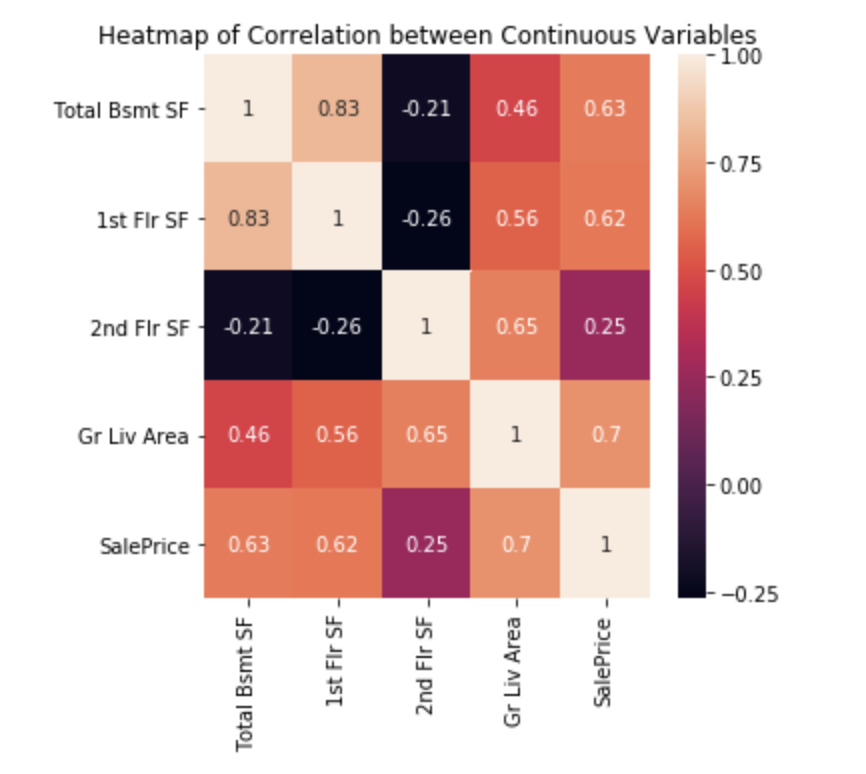 Heatmap of Correlation between Continuous Variables
Total Bsmt SF 1 0.83 -0.21 0.46 0.63
1st Flr SF 0.83 1 -0.26 0.56 0.62
2nd Flr SF -0.21 -0.26 1 0.65 0.25
Gr Liv Area 0.46 0.56 0.65 1 0.7
SalePrice 0.63 0.62 0.25 0.7 1
Total Bsmt SF
1st Flr SF
2nd Flr SF
Gr Liv Area
SalePrice
1.00
0.75
0.50
0.25
0.00
−0.25